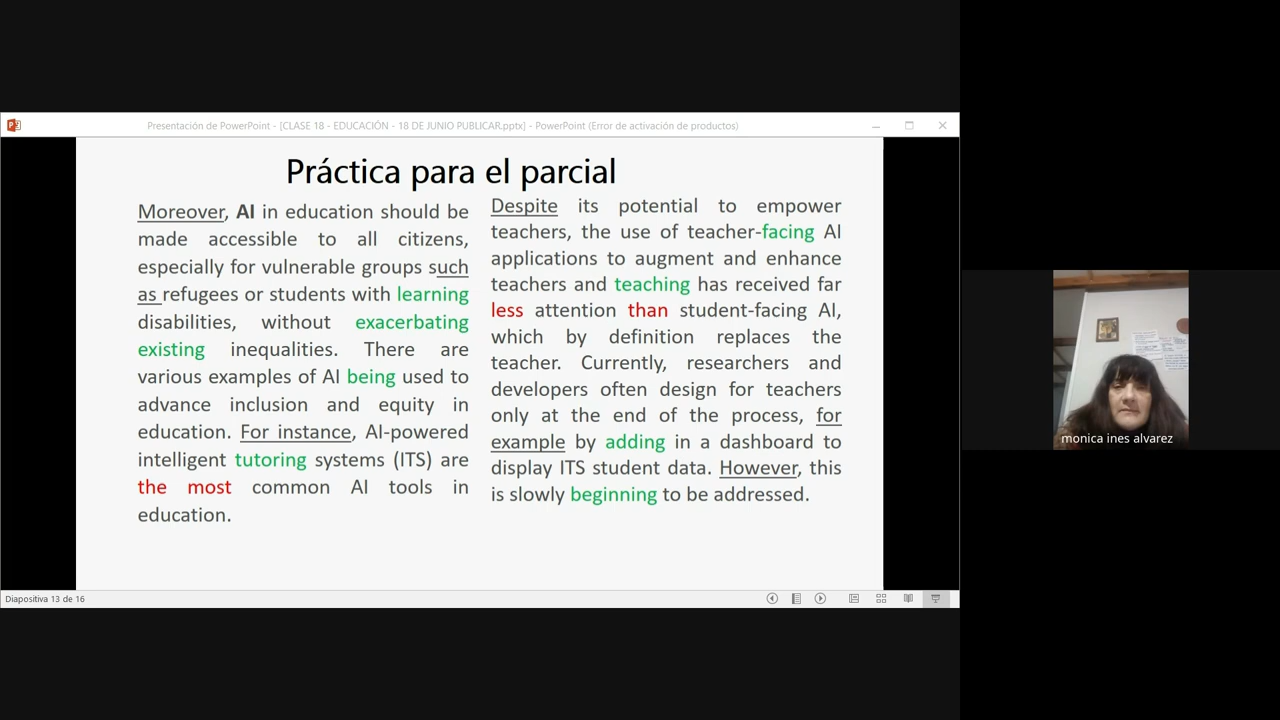 Presentación de PowerPoint - [CLASE 18 - EDUCACIÓN - 18 DE JUNIO PUBLICAR.pptx] - PowerPoint (Error de activación de productos)
Práctica para el parcial
Moreover, AI in education should be
made accessible to all citizens,
especially for vulnerable groups such
as refugees or students with learning
disabilities, without exacerbating
existing inequalities. There are
various examples of AI being used to
advance inclusion and equity in
education. For instance, AI-powered
intelligent tutoring systems (ITS) are
the most common AI tools in
education.
Despite its potential to empower
teachers, the use of teacher-facing AI
applications to augment and enhance
teachers and teaching has received far
less attention than student-facing AI,
which by definition replaces the
teacher. Currently, researchers and
developers often design for teachers
only at the end of the process, for
example by adding in a dashboard to
display ITS student data. However, this
is slowly beginning to be addressed.
monica ines alvarez
Diapositiva 13 de 16